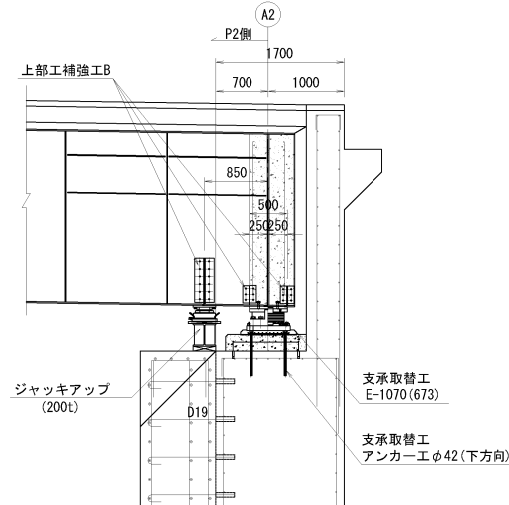 A2
P2側
1700
上部工補強工B
700
1000
850
500
250
250
ジャッキアップ
(200t)
D19
支承取替工
E-1070(673)
支承取替工
アンカー工φ42(下方向)